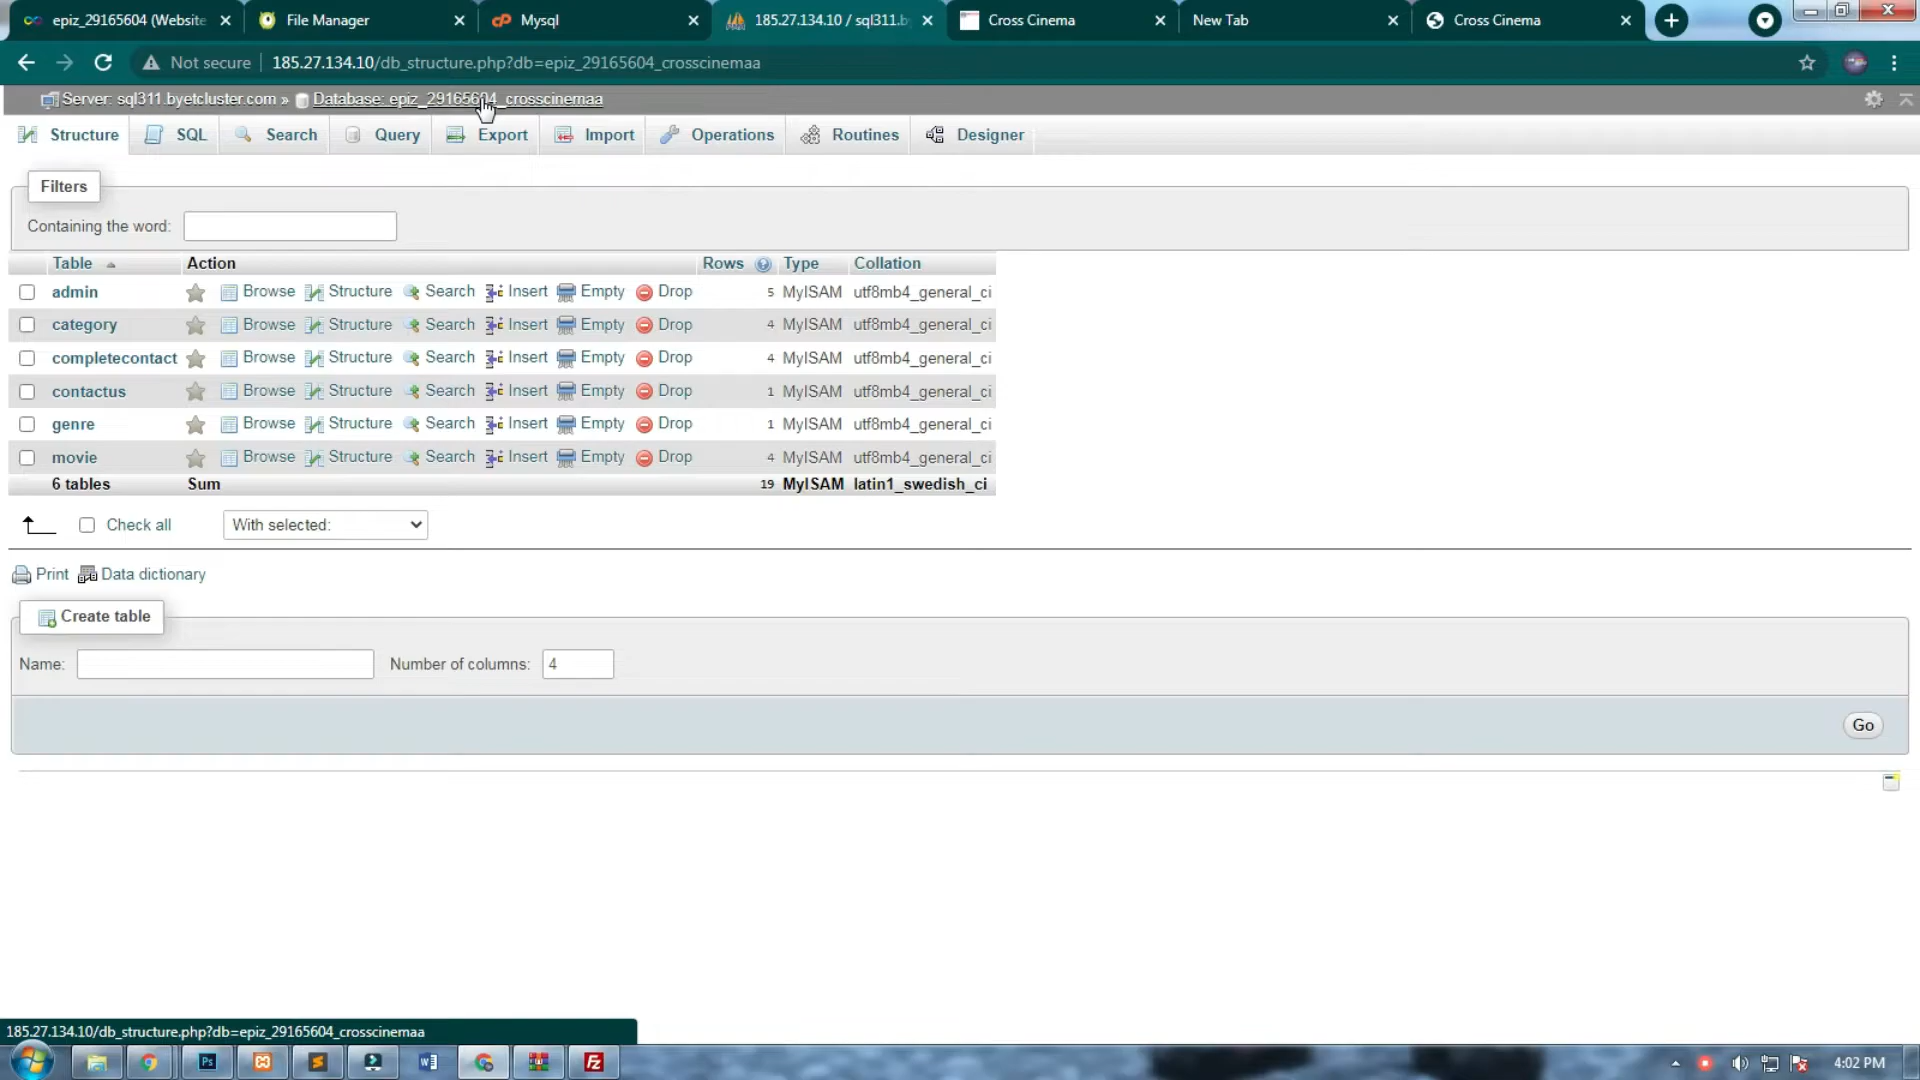 epiz_29165604 (Website
File Manager
Mysql
185.27.134.10 / sql311.by
Cross Cinema
New Tab
Cross Cinema
Not secure
185.27.134.10/db_structure.php?db=epiz_29165604_crosscinemaa
Server: sql311.byetcluster.com » Database: epiz_29165604_crosscinemaa
Structure SQL Search Query Export Import Operations Routines Designer
Filters
Containing the word:
Table Action Rows Type Collation
admin Browse Structure Search Insert Empty Drop 5 MyISAM utf8mb4_general_ci
category Browse Structure Search Insert Empty Drop 4 MyISAM utf8mb4_general_ci
completecontact Browse Structure Search Insert Empty Drop 4 MyISAM utf8mb4_general_ci
contactus Browse Structure Search Insert Empty Drop 1 MyISAM utf8mb4_general_ci
genre Browse Structure Search Insert Empty Drop 1 MyISAM utf8mb4_general_ci
movie Browse Structure Search Insert Empty Drop 4 MyISAM utf8mb4_general_ci
6 tables Sum 19 MyISAM latin1_swedish_ci
Check all With selected:
Print Data dictionary
Create table
Name: Number of columns: 4
Go
185.27.134.10/db_structure.php?db=epiz_29165604_crosscinemaa
4:02 PM